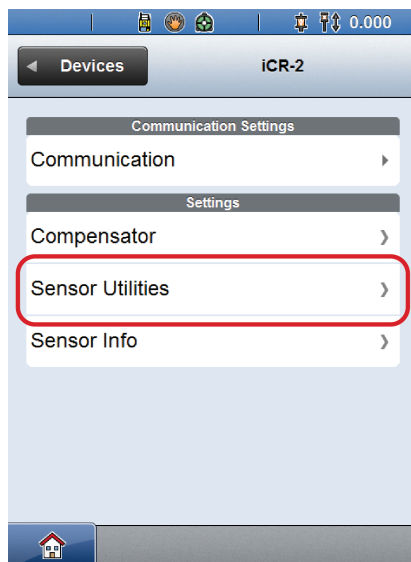 0.000
Devices
iCR-2
Communication Settings
Communication
Settings
Compensator
Sensor Utilities
Sensor Info